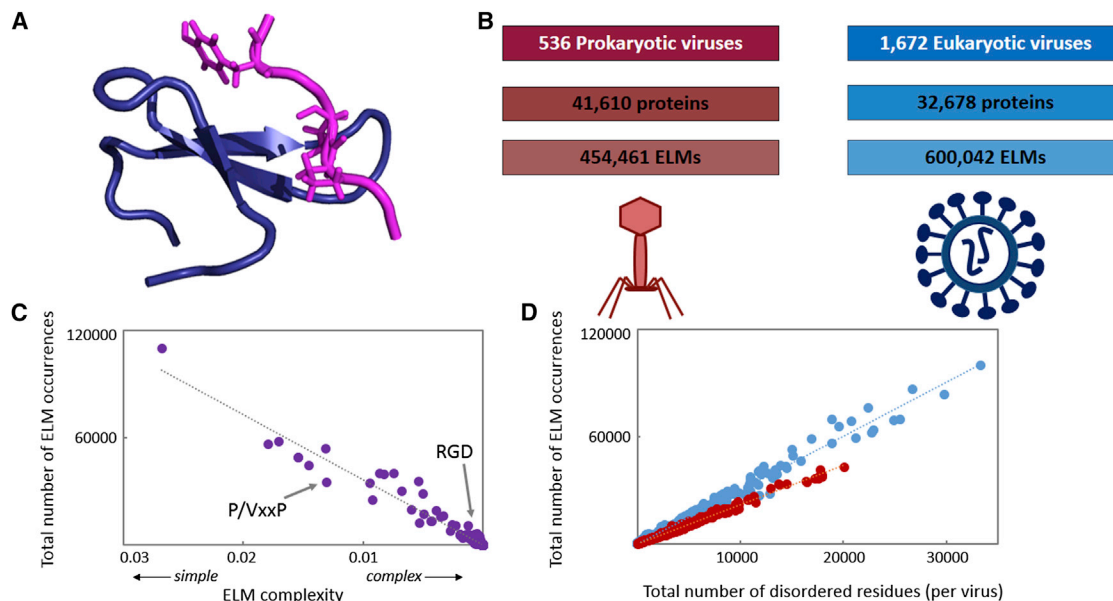 A
B
536 Prokaryotic viruses
1,672 Eukaryotic viruses
41,610 proteins
32,678 proteins
454,461 ELMs
600,042 ELMs
C
Total number of ELM occurrences
120000
60000
RGD
P/VxxP
0.03
0.02
0.01
simple
complex
ELM complexity
D
Total number of ELM occurrences
120000
60000
10000
20000
30000
Total number of disordered residues (per virus)